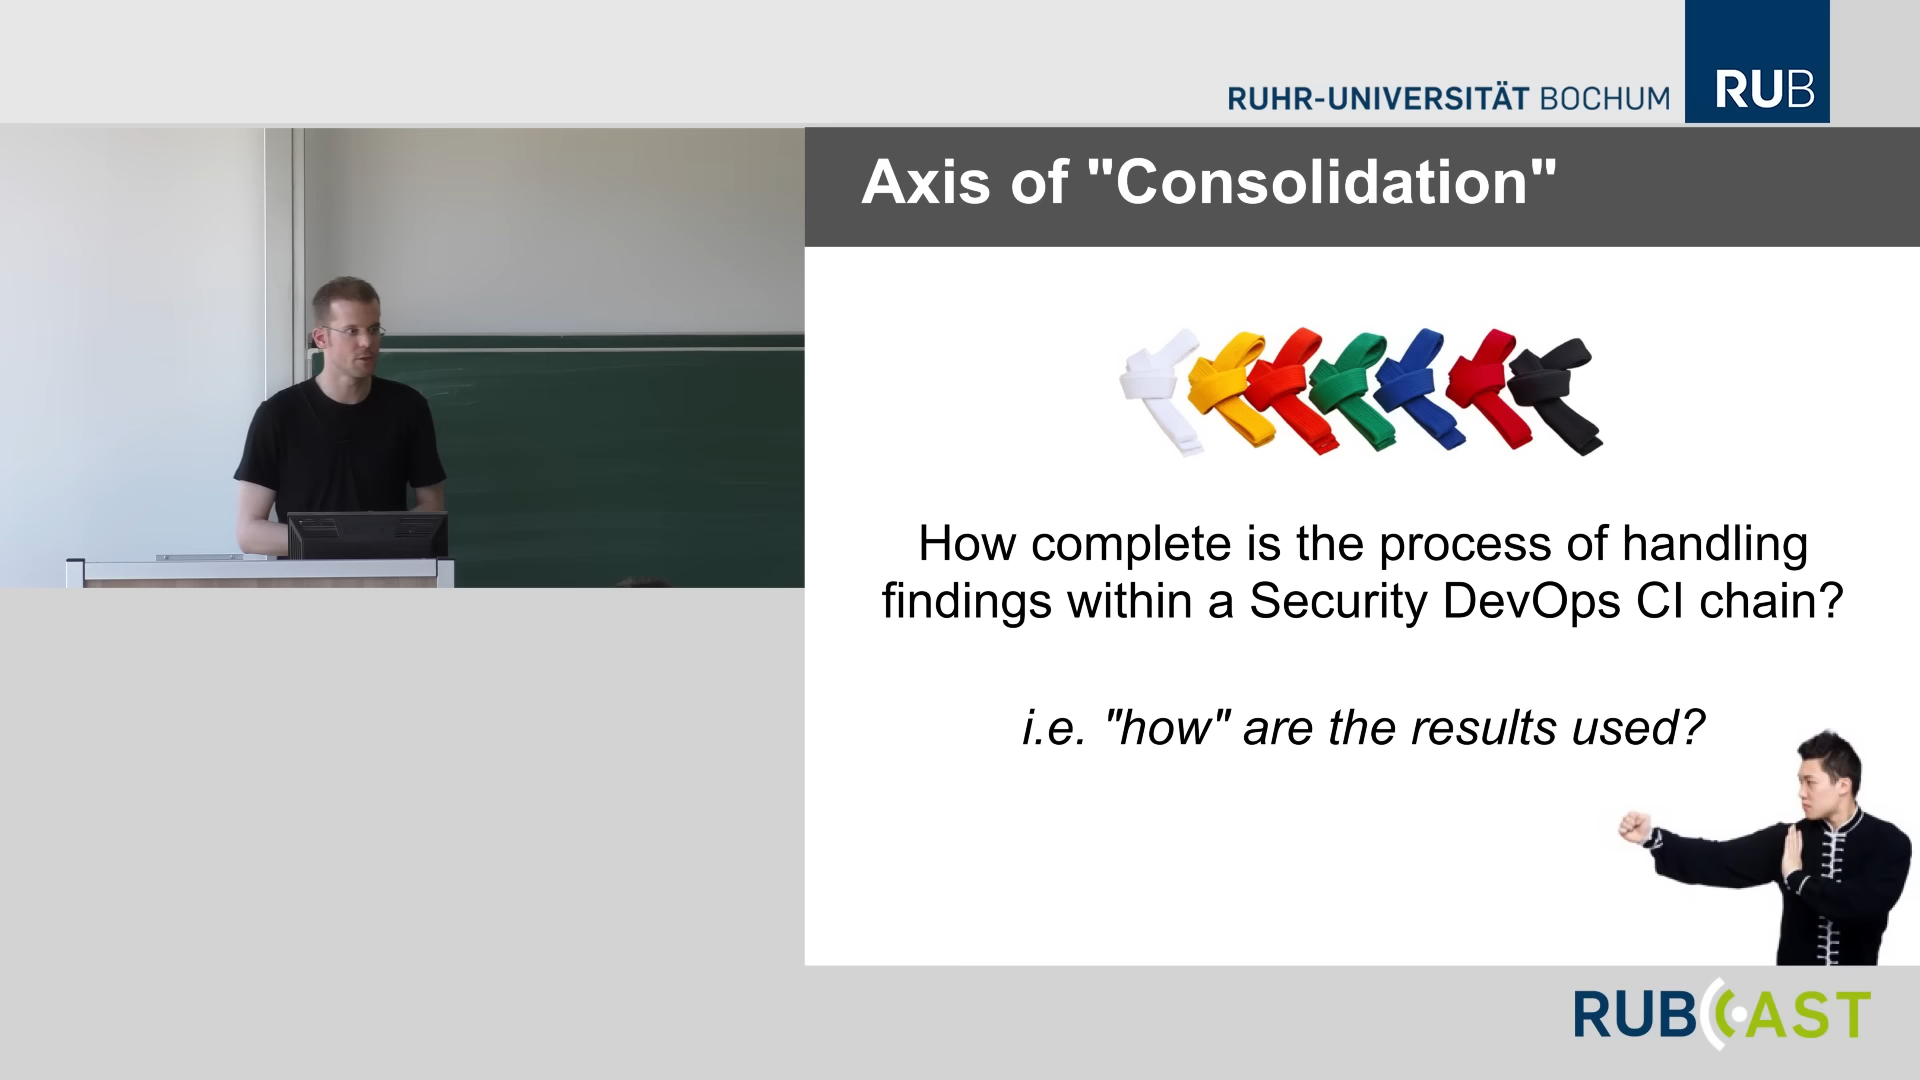 RUHR-UNIVERSITÄT BOCHUM
RUB
Axis of "Consolidation"
How complete is the process of handling
findings within a Security DevOps CI chain?
i.e. "how" are the results used?
RUBCAST